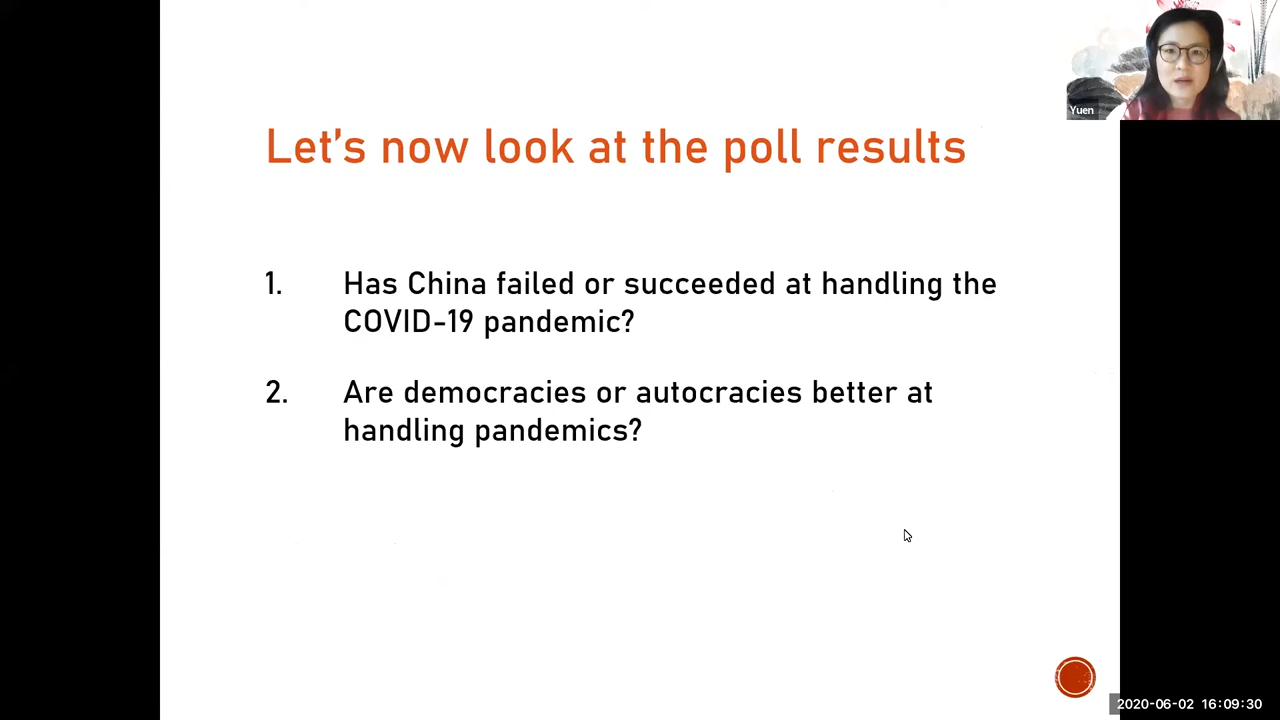 Let's now look at the poll results
1. Has China failed or succeeded at handling the
COVID-19 pandemic?
2. Are democracies or autocracies better at
handling pandemics?
Yuen
2020-06-02 16:09:30